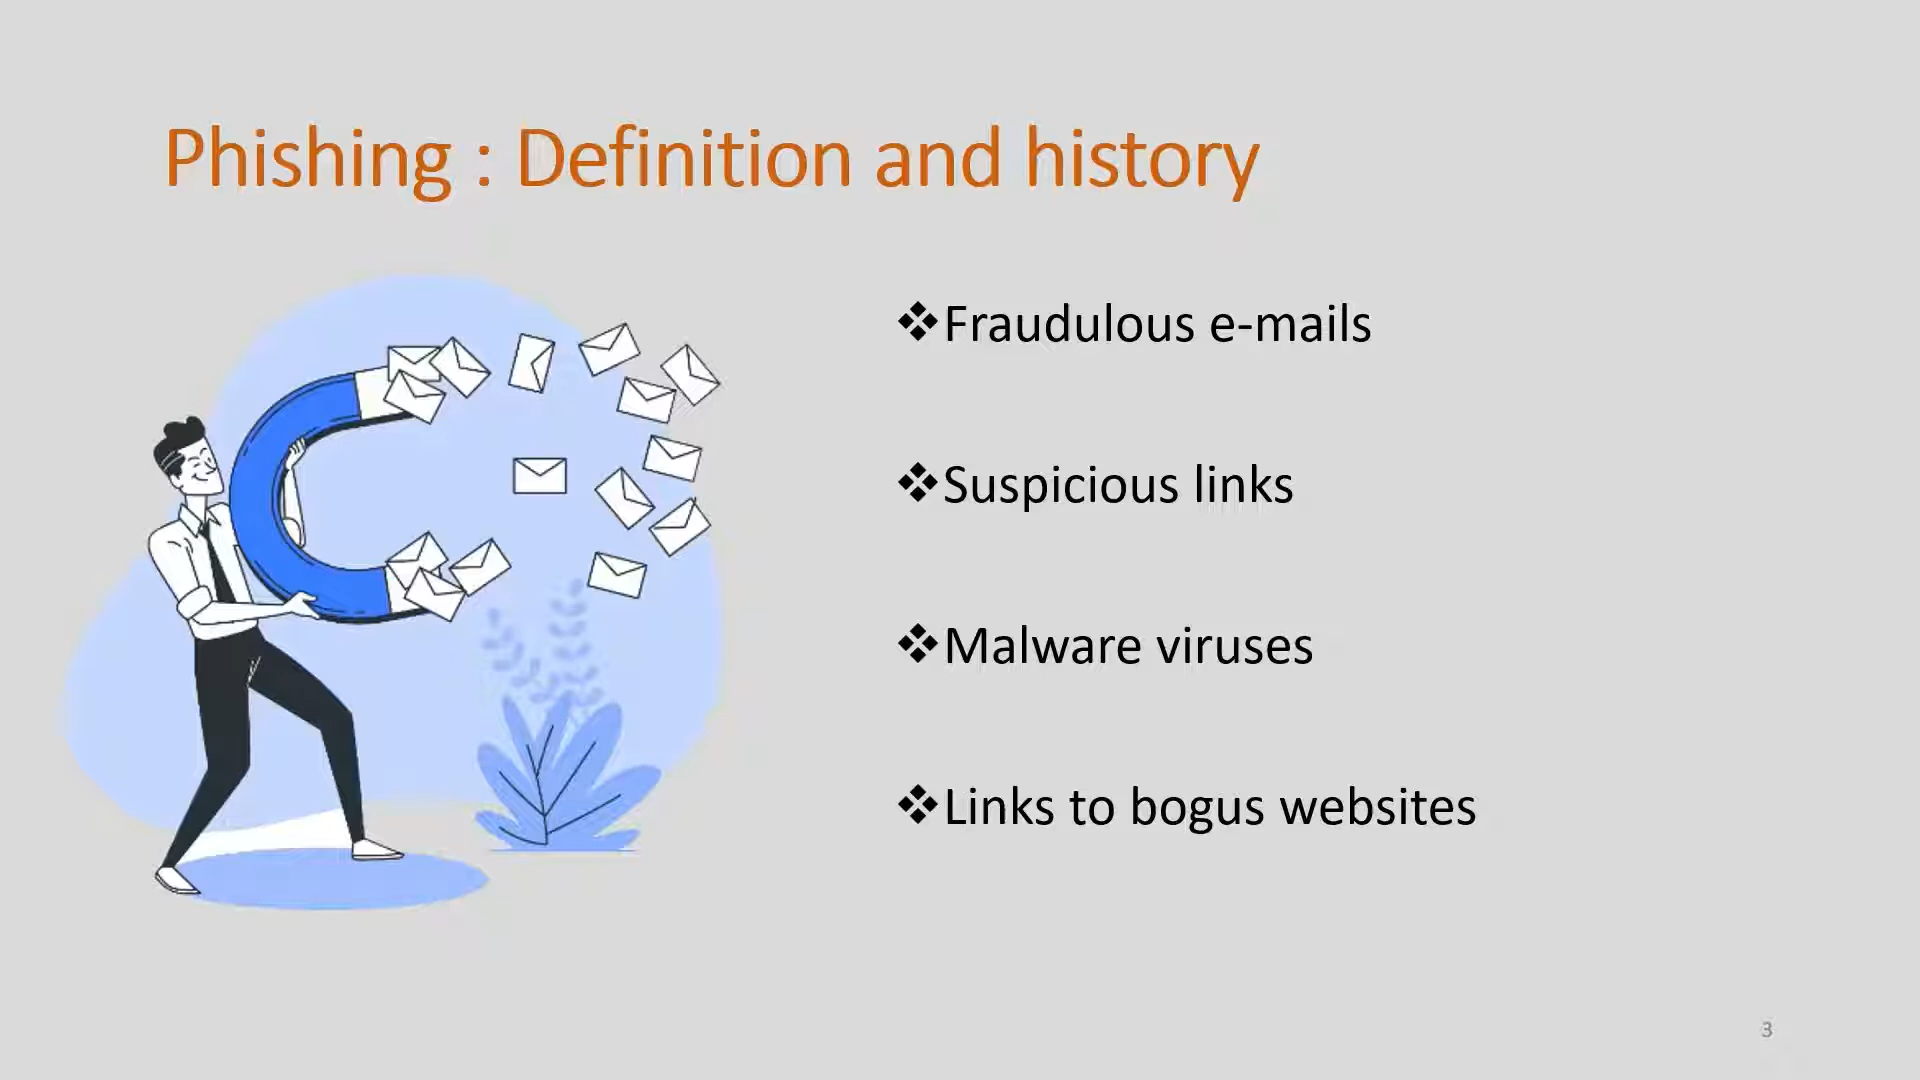 Phishing : Definition and history
❖Fraudulous e-mails
❖Suspicious links
❖Malware viruses
❖Links to bogus websites
3